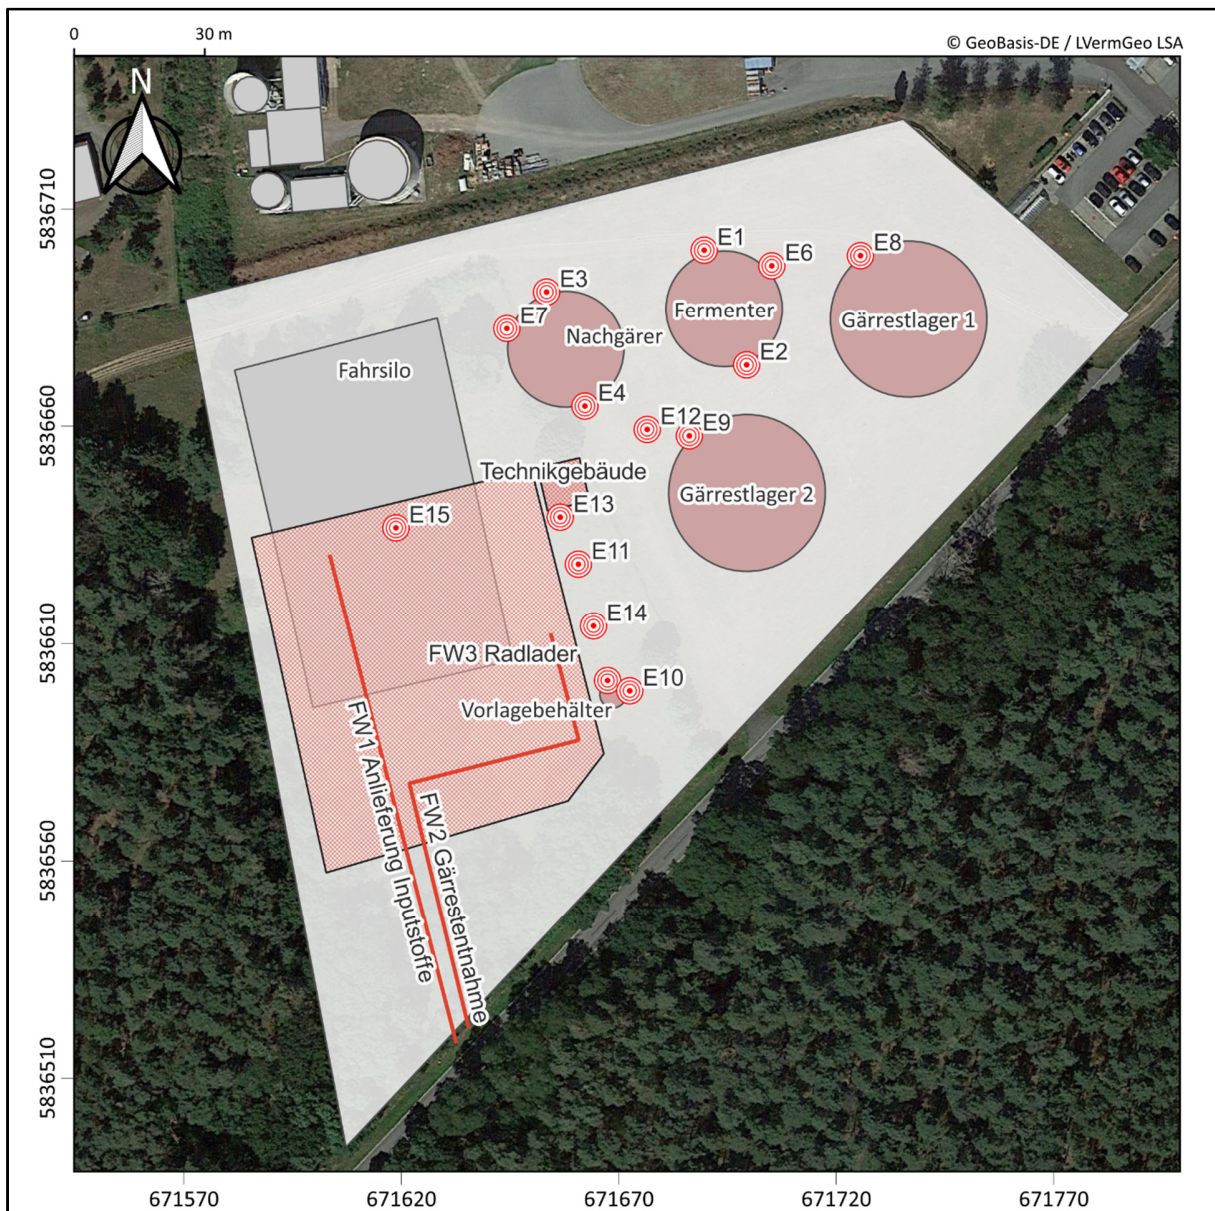 0
30 m
© GeoBasis-DE / LVermGeo LSA
N
5836710
5836660
5836610
5836560
5836510
E1
E6
E8
E3
E7
Fermenter
Nachgärer
Gärrestlager 1
E2
Fahrsilo
E4
E12
E9
Technikgebäude
Gärrestlager 2
E13
E15
E11
E14
FW3 Radlader
E10
Vorlagebehälter
FW1 Anlieferung Inputstoffe
FW2 Gärrestentnahme
671570
671620
671670
671720
671770